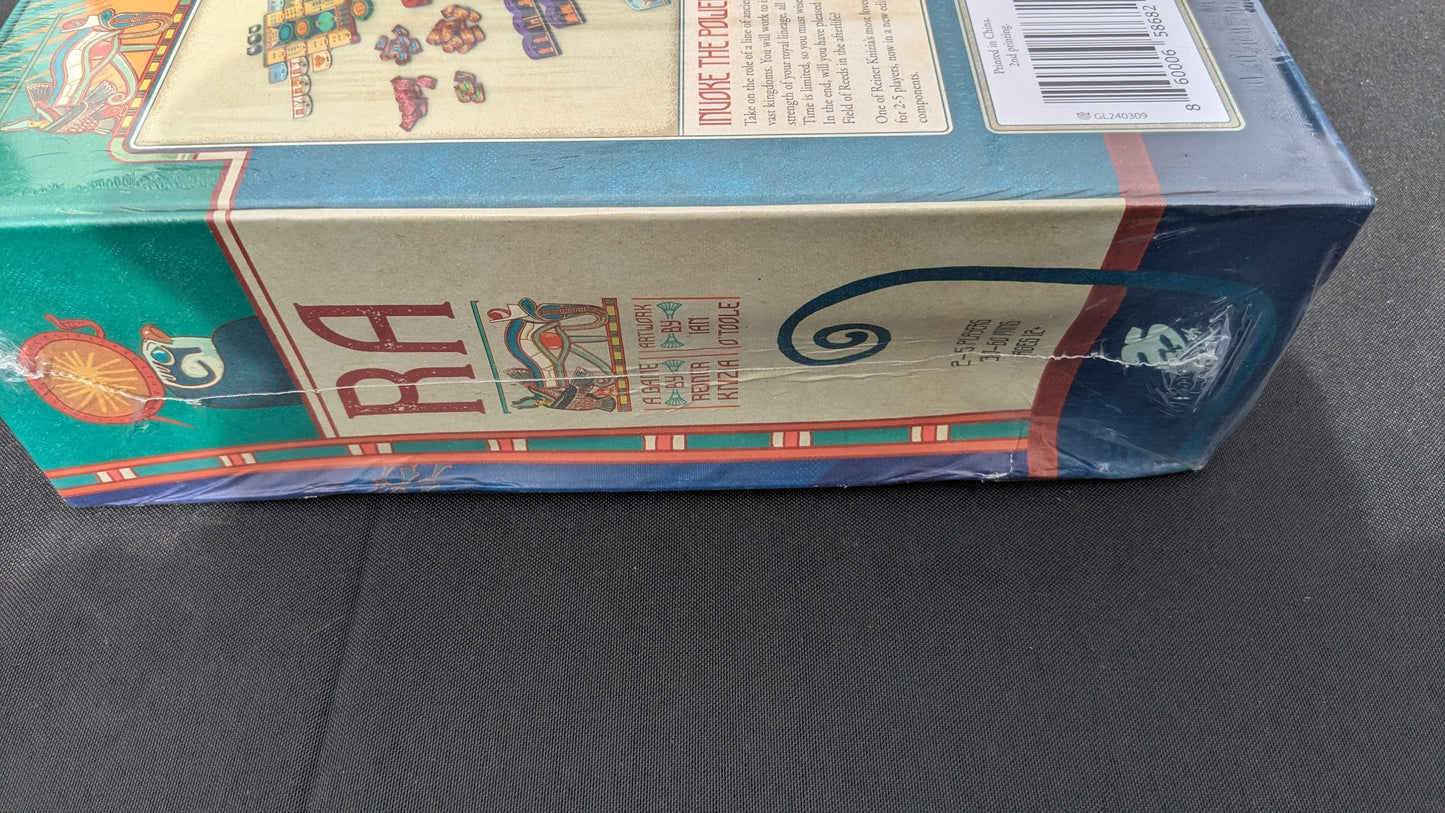 INVOKE THE POWE
Take on the role of a line of ancie
vast kingdoms. You will work to i
strength of your royal lineage, all
Time is limited, so you must wise
In the end, will you have pleased
Field of Reeds in the afterlife?
One of Reiner Knizia's most
for 2-5 players, now in a new edi
components.
Printed in China.
2nd printing.
8 60006 15868 2
GL240309
RA
A GAME
BY
REINER
KNIZIA
ARTWORK
BY
IAN
O'TOOLE
2-5 PLAYERS
30-60 MINS
AGES 12+
25th